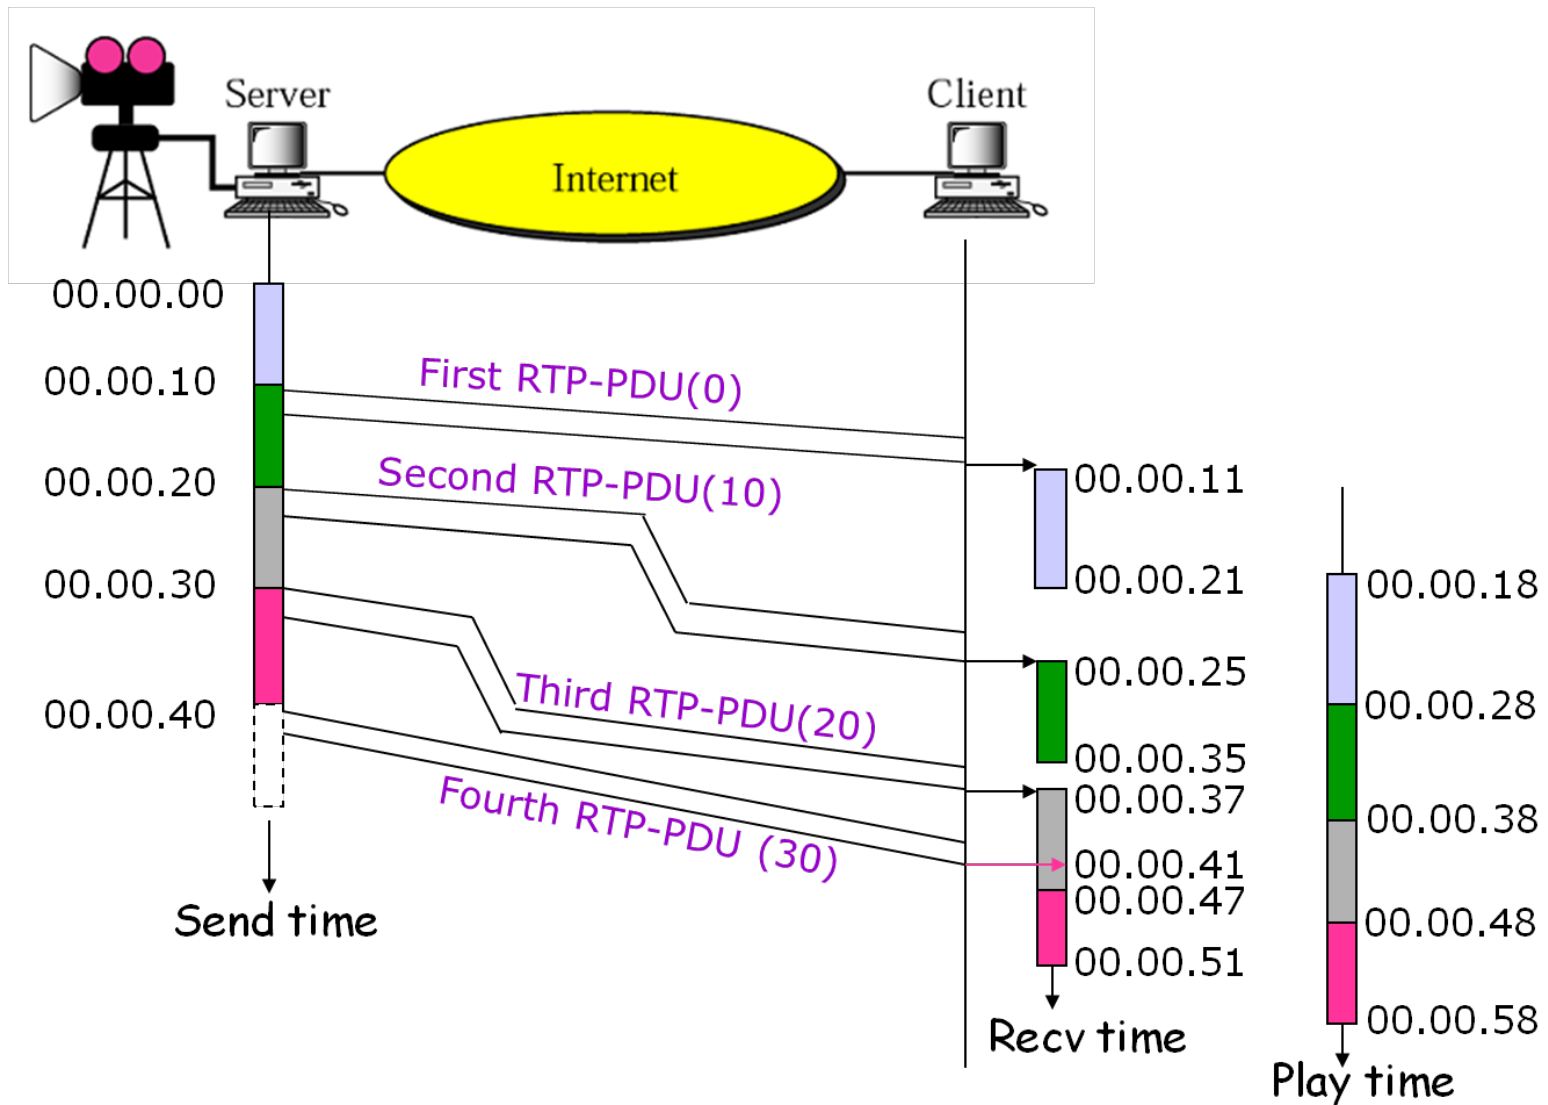 Server
Client
Internet
00.00.00
00.00.10
00.00.20
00.00.30
00.00.40
Send time
First RTP-PDU(0)
Second RTP-PDU(10)
Third RTP-PDU(20)
Fourth RTP-PDU (30)
00.00.11
00.00.21
00.00.25
00.00.35
00.00.37
00.00.41
00.00.47
00.00.51
Recv time
00.00.18
00.00.28
00.00.38
00.00.48
00.00.58
Play time